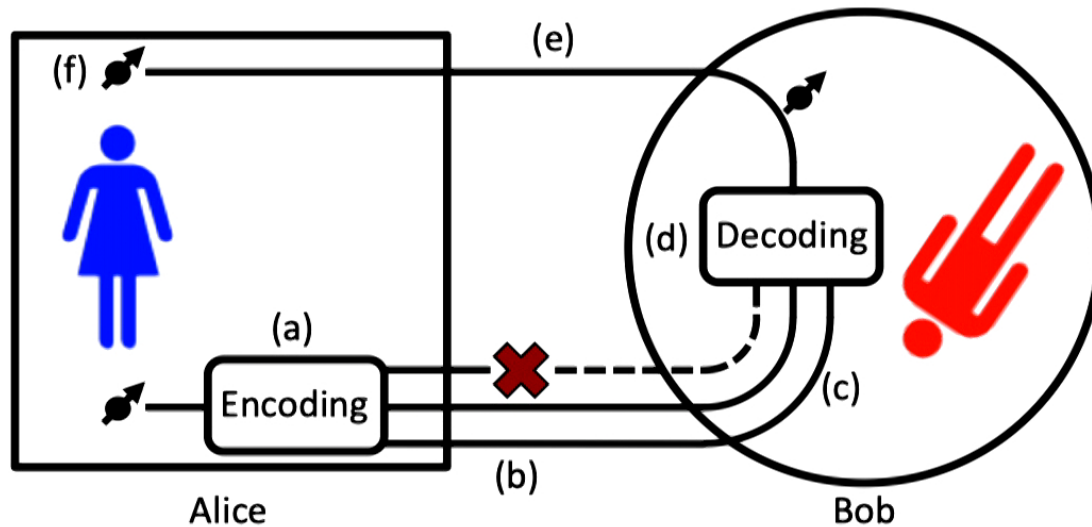 (e)
(f)
(d)
Decoding
(a)
Encoding
(c)
(b)
Alice
Bob